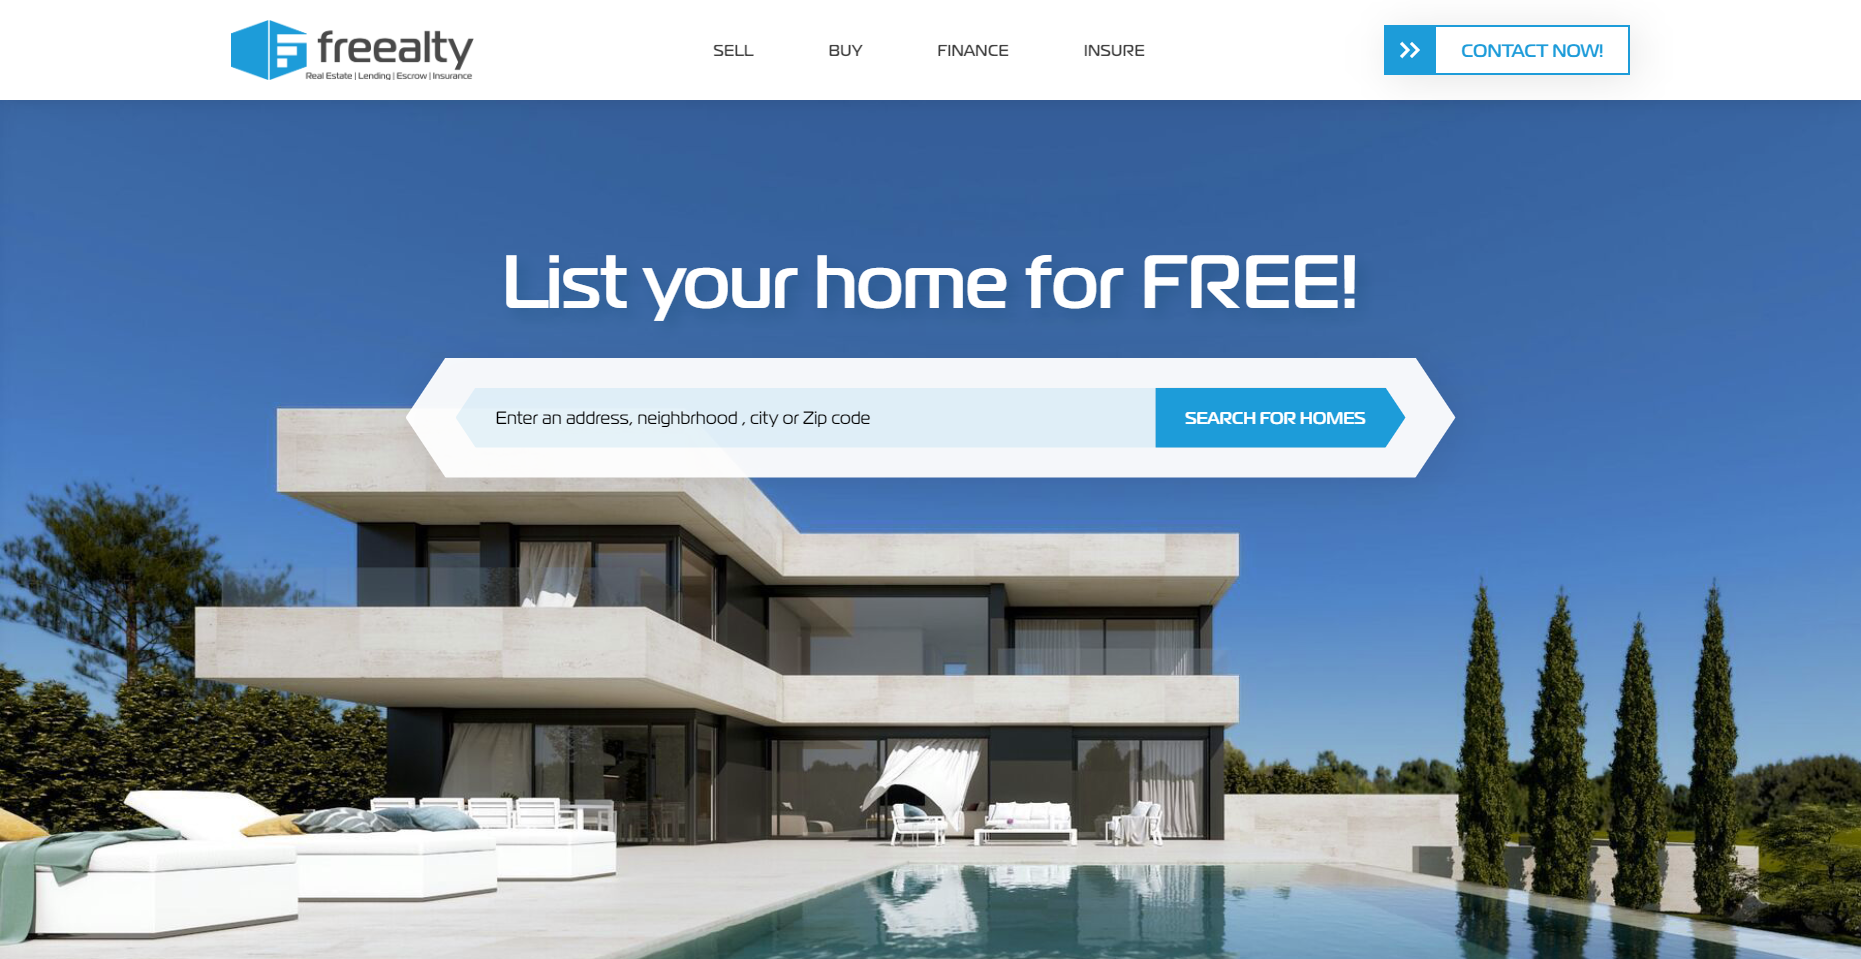 freealty
Real Estate | Lending | Escrow | Insurance
SELL
BUY
FINANCE
INSURE
CONTACT NOW!
List your home for FREE!
Enter an address, neighbrhood , city or Zip code
SEARCH FOR HOMES